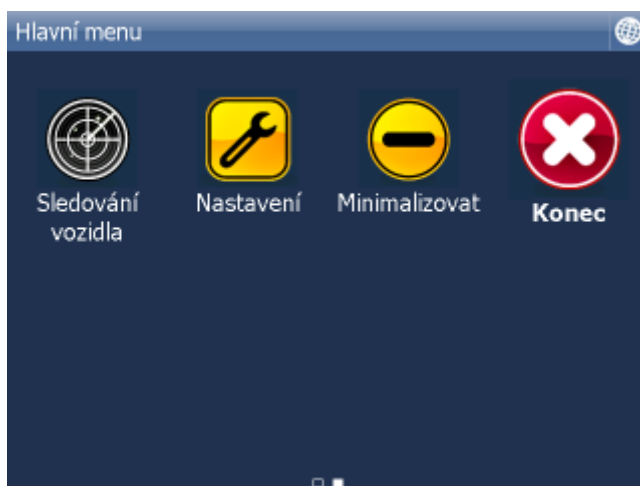 Hlavní menu
Sledování
vozidla
Nastavení
Minimalizovat
Konec